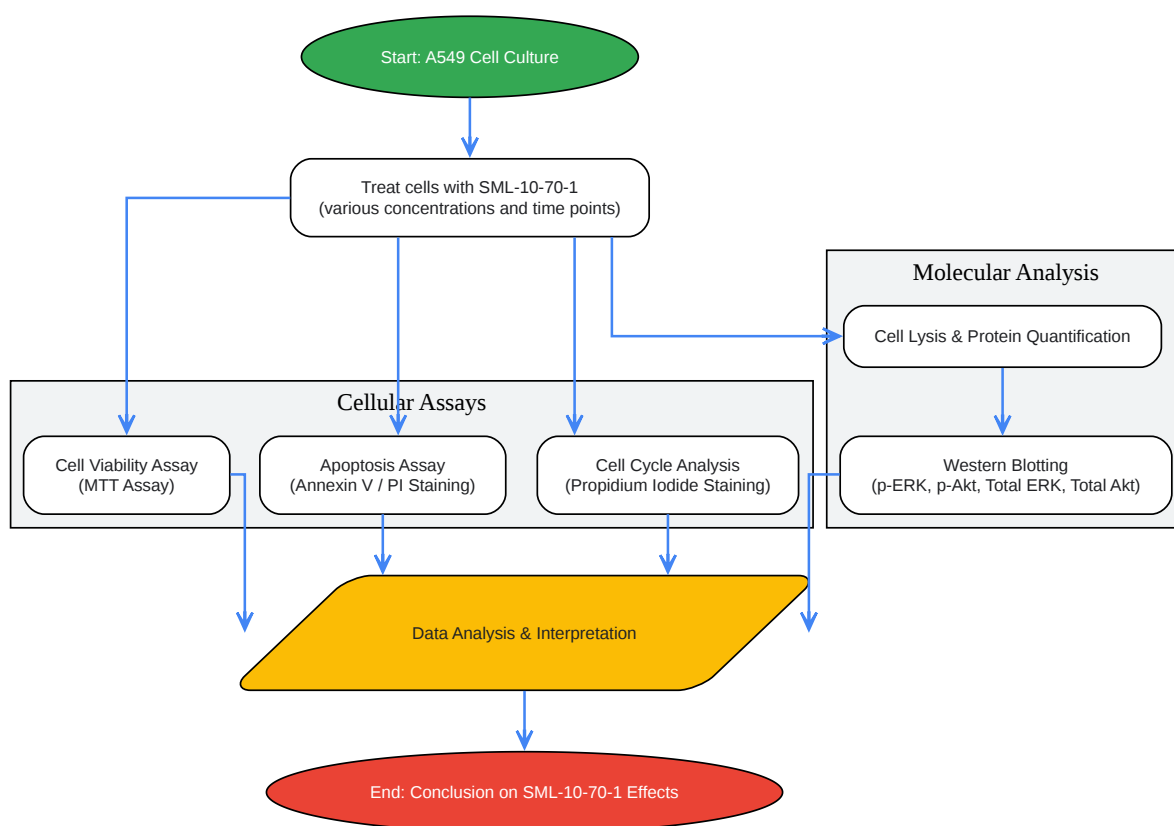 Start: A549 Cell Culture
Treat cells with SML-10-70-1
(various concentrations and time points)
Molecular Analysis
Cell Lysis & Protein Quantification
Cellular Assays
Cell Viability Assay
(MTT Assay)
Apoptosis Assay
(Annexin V / PI Staining)
Cell Cycle Analysis
(Propidium Iodide Staining)
Western Blotting
(p-ERK, p-Akt, Total ERK, Total Akt)
Data Analysis & Interpretation
End: Conclusion on SML-10-70-1 Effects